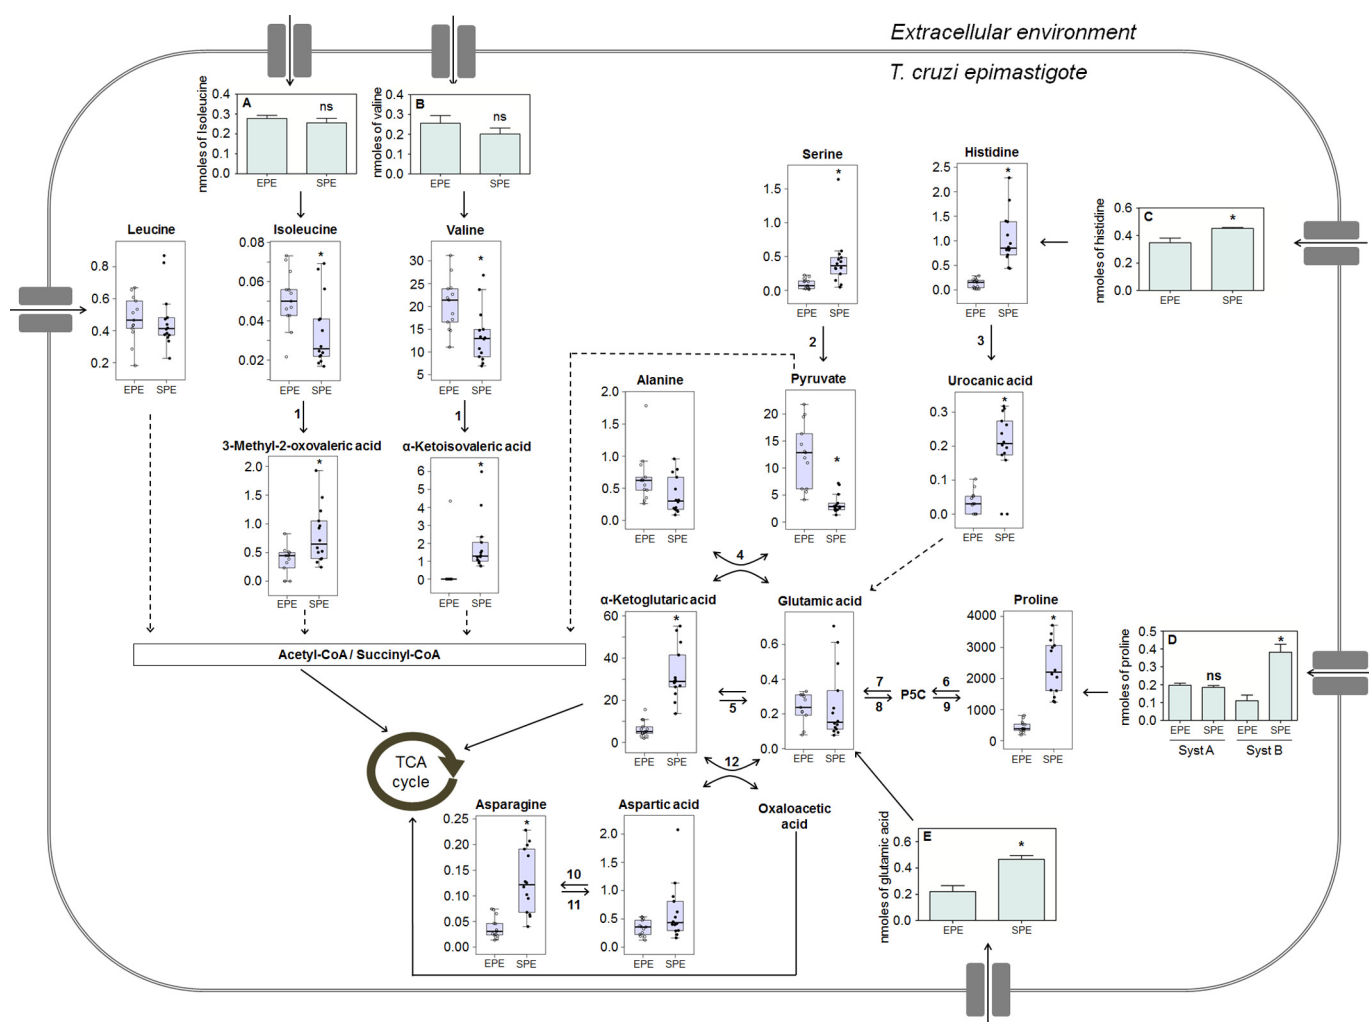 Extracellular environment
T. cruzi epimastigote
A
nmoles of Isoleucine
0.4
0.3
0.2
0.1
0.0
ns
EPE SPE
B
nmoles of valine
0.4
0.3
0.2
0.1
0.0
ns
EPE SPE
Serine
1.5
1.0
0.5
0.0
*
EPE SPE
Histidine
2.5
2.0
1.5
1.0
0.5
0.0
*
EPE SPE
C
nmoles of histidine
0.6
0.4
0.2
0.0
*
EPE SPE
Leucine
0.8
0.6
0.4
0.2
EPE SPE
Isoleucine
0.08
0.06
0.04
0.02
*
EPE SPE
Valine
30
25
20
15
10
5
*
EPE SPE
2
3
1
1
Alanine
2.0
1.5
1.0
0.5
0.0
EPE SPE
Pyruvate
20
15
10
5
0
*
EPE SPE
Urocanic acid
0.3
0.2
0.1
0.0
*
EPE SPE
3-Methyl-2-oxovaleric acid
2.0
1.5
1.0
0.5
0.0
*
EPE SPE
α-Ketoisovaleric acid
6
5
4
3
2
1
0
*
EPE SPE
4
Acetyl-CoA / Succinyl-CoA
α-Ketoglutaric acid
60
40
30
20
0
*
EPE SPE
5
Glutamic acid
0.6
0.4
0.2
0.0
EPE SPE
7
8
P5C
6
9
Proline
4000
3000
2000
1000
0
*
EPE SPE
D
nmoles of proline
0.5
0.4
0.3
0.2
0.1
0.0
ns
*
EPE SPE EPE SPE
Syst A Syst B
TCA
cycle
12
Oxaloacetic
acid
Asparagine
0.25
0.20
0.15
0.10
0.05
0.00
*
EPE SPE
10
11
Aspartic acid
2.0
1.5
1.0
0.5
0.0
EPE SPE
E
nmoles of glutamic acid
0.6
0.4
0.2
0.0
*
EPE SPE